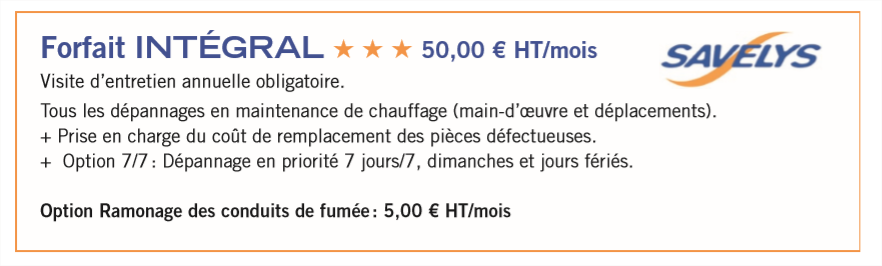 Forfait INTÉGRAL ★ ★ ★ 50,00 € HT/mois
SAVELYS
Visite d’entretien annuelle obligatoire.
Tous les dépannages en maintenance de chauffage (main-d’œuvre et déplacements).
+ Prise en charge du coût de remplacement des pièces défectueuses.
+ Option 7/7 : Dépannage en priorité 7 jours/7, dimanches et jours fériés.
Option Ramonage des conduits de fumée : 5,00 € HT/mois